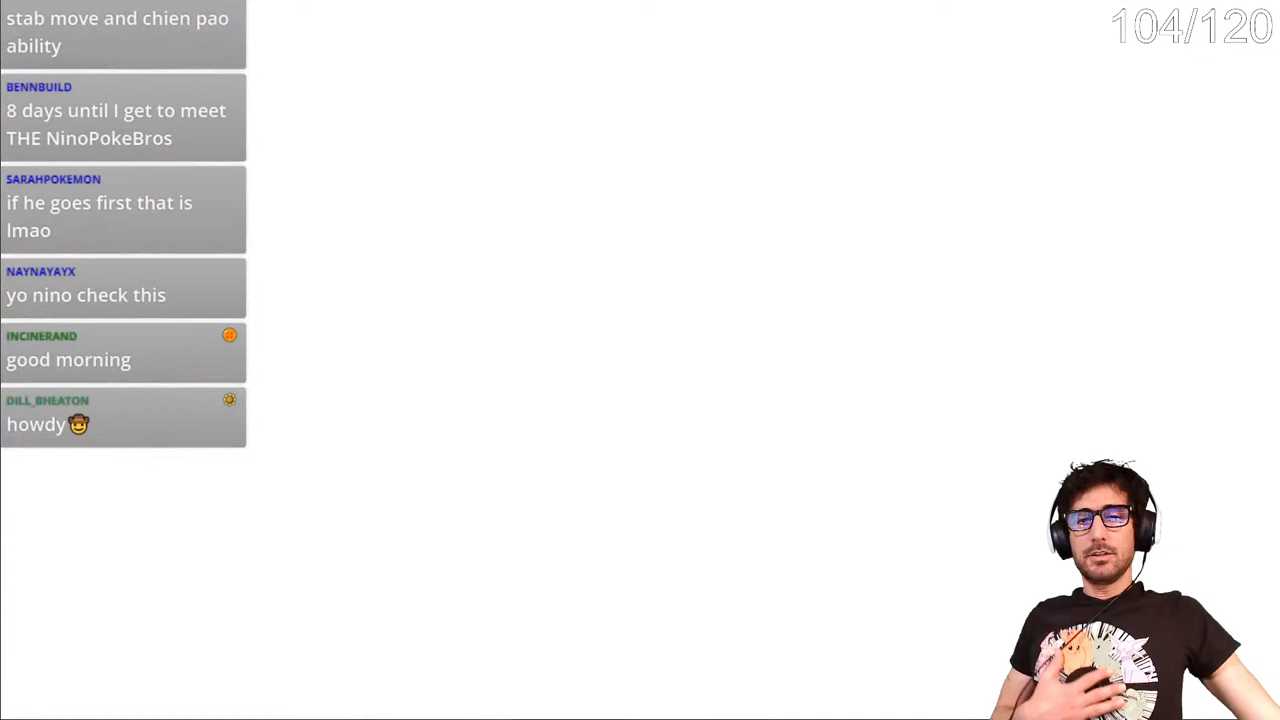 stab move and chien pao
ability
104/120
BENNBUILD
8 days until I get to meet
THE NinoPokeBros
SARAHPOKEMON
if he goes first that is
lmao
NAYNAYAYX
yo nino check this
INCINERAND
good morning
DILL_BHEATON
howdy🤠